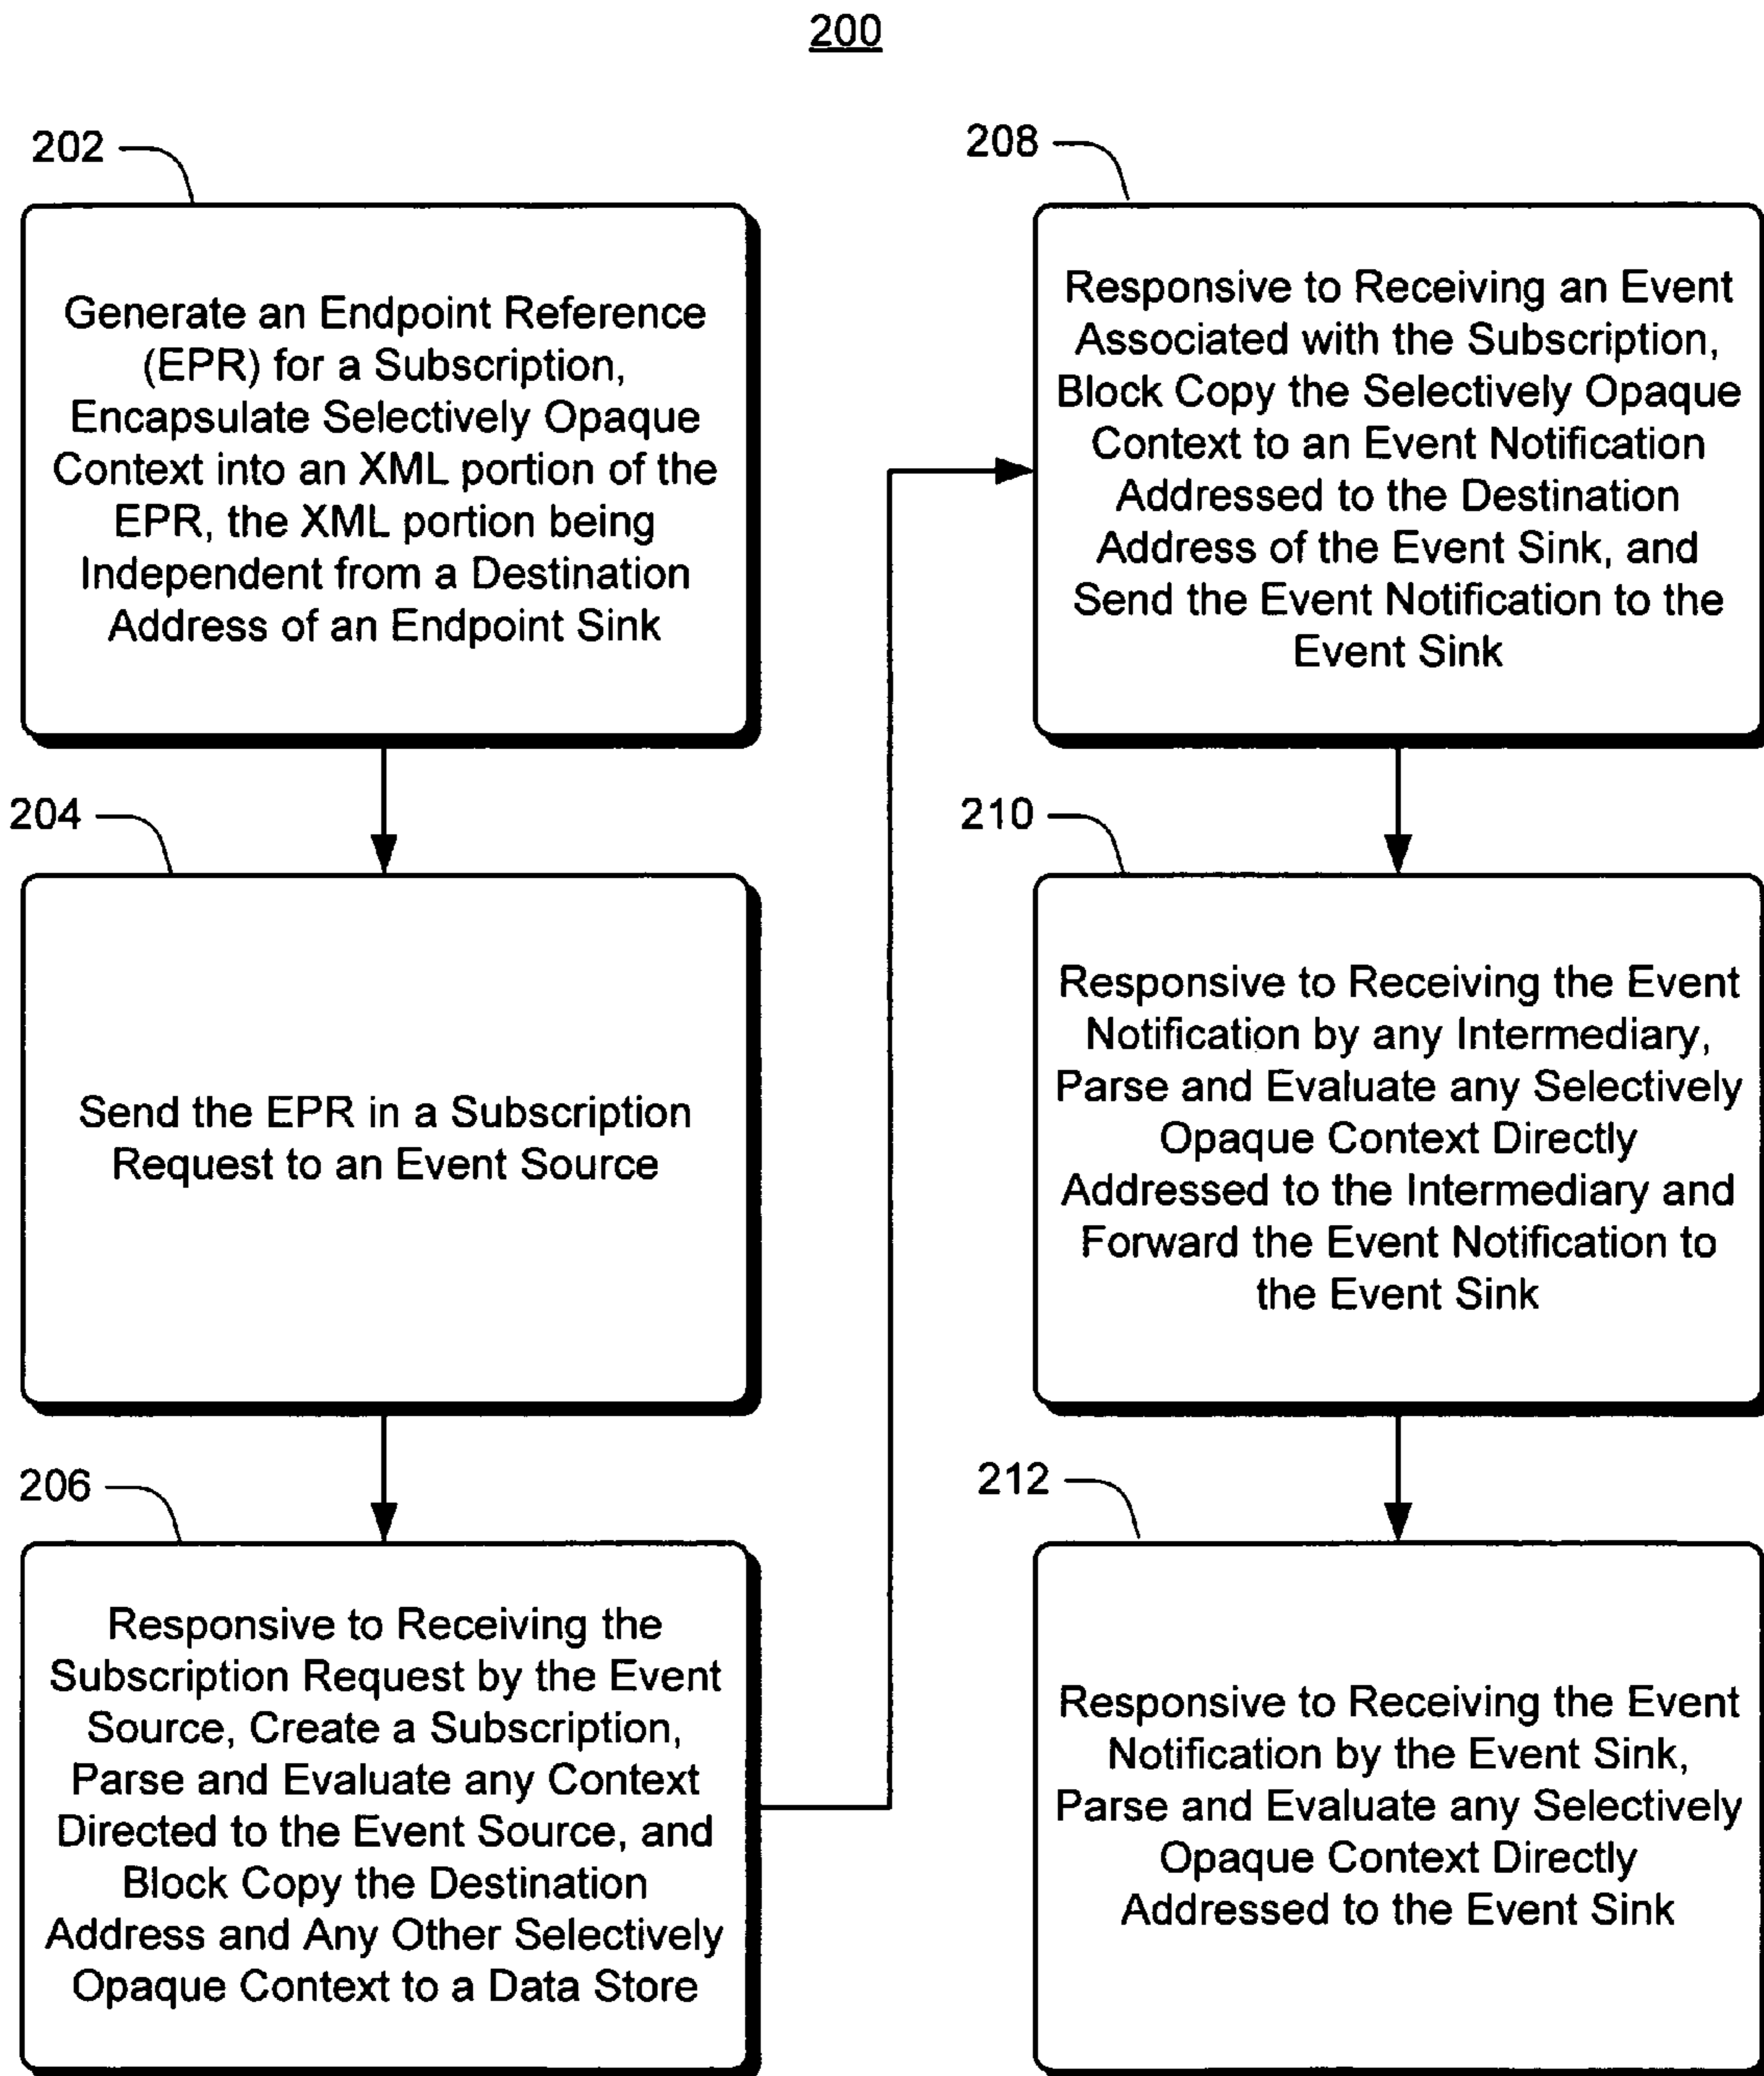 200
202
Generate an Endpoint Reference
(EPR) for a Subscription,
Encapsulate Selectively Opaque
Context into an XML portion of the
EPR, the XML portion being
Independent from a Destination
Address of an Endpoint Sink
204
Send the EPR in a Subscription
Request to an Event Source
206
Responsive to Receiving the
Subscription Request by the Event
Source, Create a Subscription,
Parse and Evaluate any Context
Directed to the Event Source, and
Block Copy the Destination
Address and Any Other Selectively
Opaque Context to a Data Store
208
Responsive to Receiving an Event
Associated with the Subscription,
Block Copy the Selectively Opaque
Context to an Event Notification
Addressed to the Destination
Address of the Event Sink, and
Send the Event Notification to the
Event Sink
210
Responsive to Receiving the Event
Notification by any Intermediary,
Parse and Evaluate any Selectively
Opaque Context Directly
Addressed to the Intermediary and
Forward the Event Notification to
the Event Sink
212
Responsive to Receiving the Event
Notification by the Event Sink,
Parse and Evaluate any Selectively
Opaque Context Directly
Addressed to the Event Sink